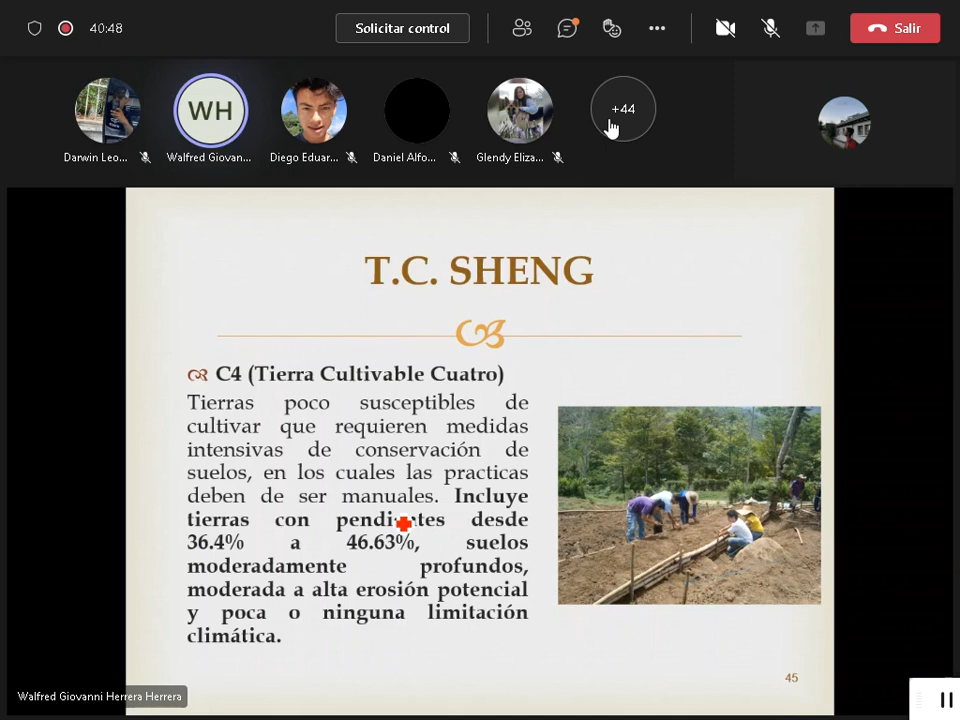 40:48
Solicitar control
Salir
WH
+44
Darwin Leo...
Walfred Giovan...
Diego Eduar...
Daniel Alfo...
Glendy Eliza...
T.C. SHENG
C4 (Tierra Cultivable Cuatro)
Tierras poco susceptibles de
cultivar que requieren medidas
intensivas de conservación de
suelos, en los cuales las practicas
deben de ser manuales. Incluye
tierras con pendientes desde
36.4% a 46.63%, suelos
moderadamente profundos,
moderada a alta erosión potencial
y poca o ninguna limitación
climática.
45
Walfred Giovanni Herrera Herrera